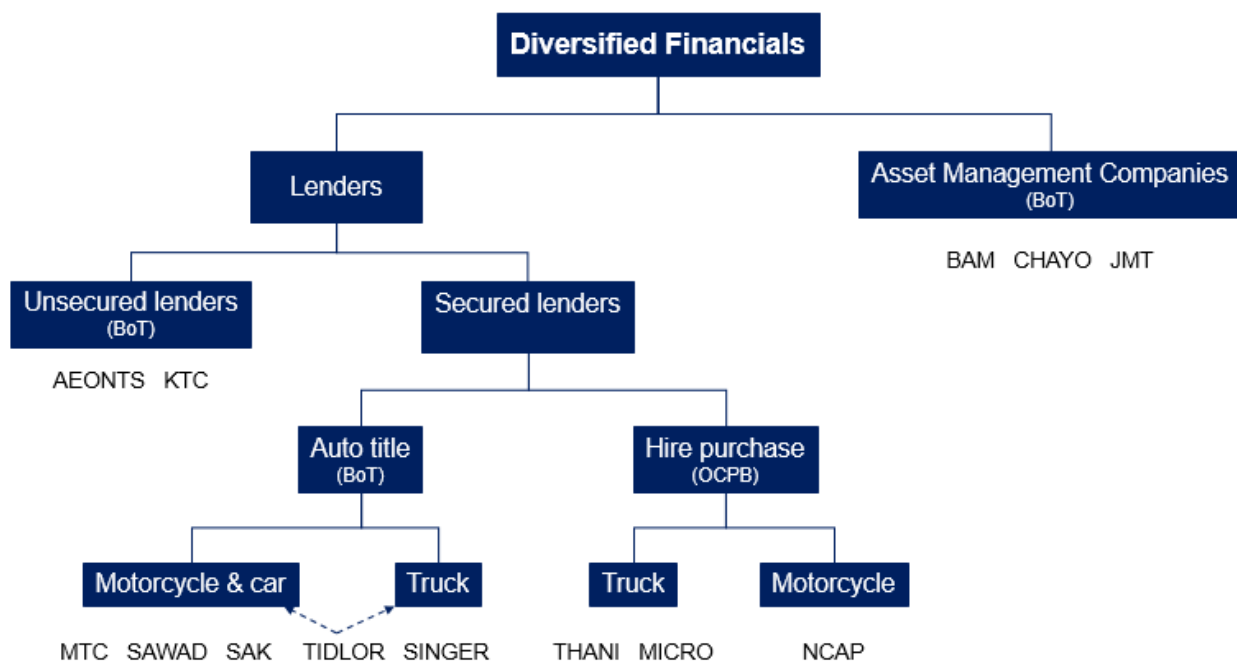 Diversified Financials
Lenders
Asset Management Companies
(BoT)
BAM CHAYO JMT
Unsecured lenders
(BoT)
Secured lenders
AEONTS KTC
Auto title
(BoT)
Hire purchase
(OCPB)
Motorcycle & car
Truck
Truck
Motorcycle
MTC SAWAD SAK TIDLOR SINGER THANI MICRO NCAP